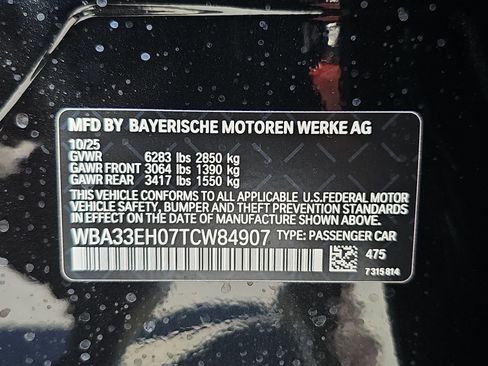 MFD BY BAYERISCHE MOTOREN WERKE AG
10/25
GVWR 6283 lbs 2850 kg
GAWR FRONT 3064 lbs 1390 kg
GAWR REAR 3417 lbs 1550 kg
THIS VEHICLE CONFORMS TO ALL APPLICABLE U.S.FEDERAL MOTOR
VEHICLE SAFETY, BUMPER AND THEFT PREVENTION STANDARDS
IN EFFECT ON THE DATE OF MANUFACTURE SHOWN ABOVE.
WBA33EH07TCW84907 TYPE: PASSENGER CAR
475
7315814